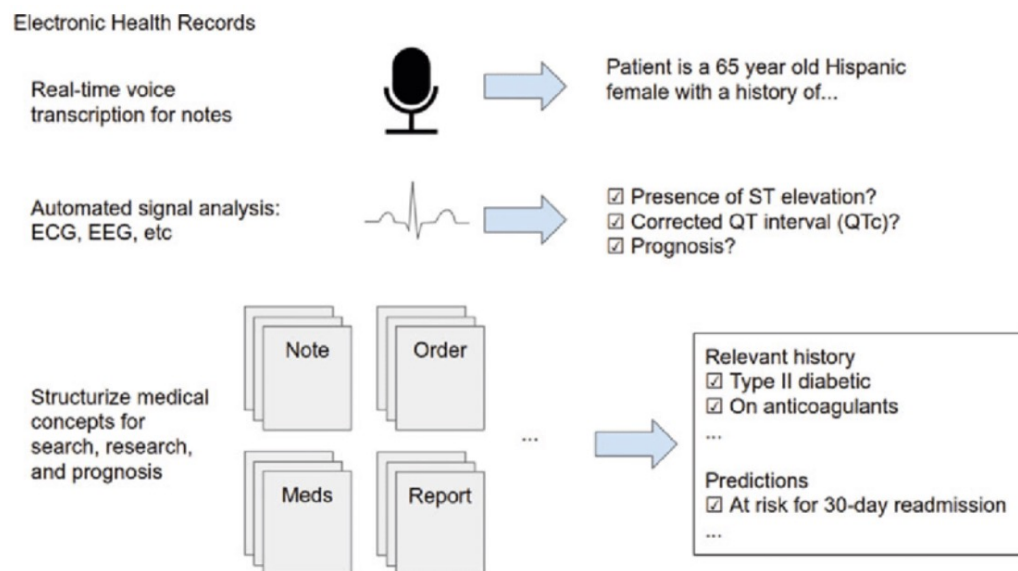 Electronic Health Records
Real-time voice
transcription for notes
Patient is a 65 year old Hispanic
female with a history of...
Automated signal analysis:
ECG, EEG, etc
☑ Presence of ST elevation?
☑ Corrected QT interval (QTc)?
☑ Prognosis?
Structurize medical
concepts for
search, research,
and prognosis
Note
Order
Meds
Report
...
Relevant history
☑ Type II diabetic
☑ On anticoagulants
...
Predictions
☑ At risk for 30-day readmission
...